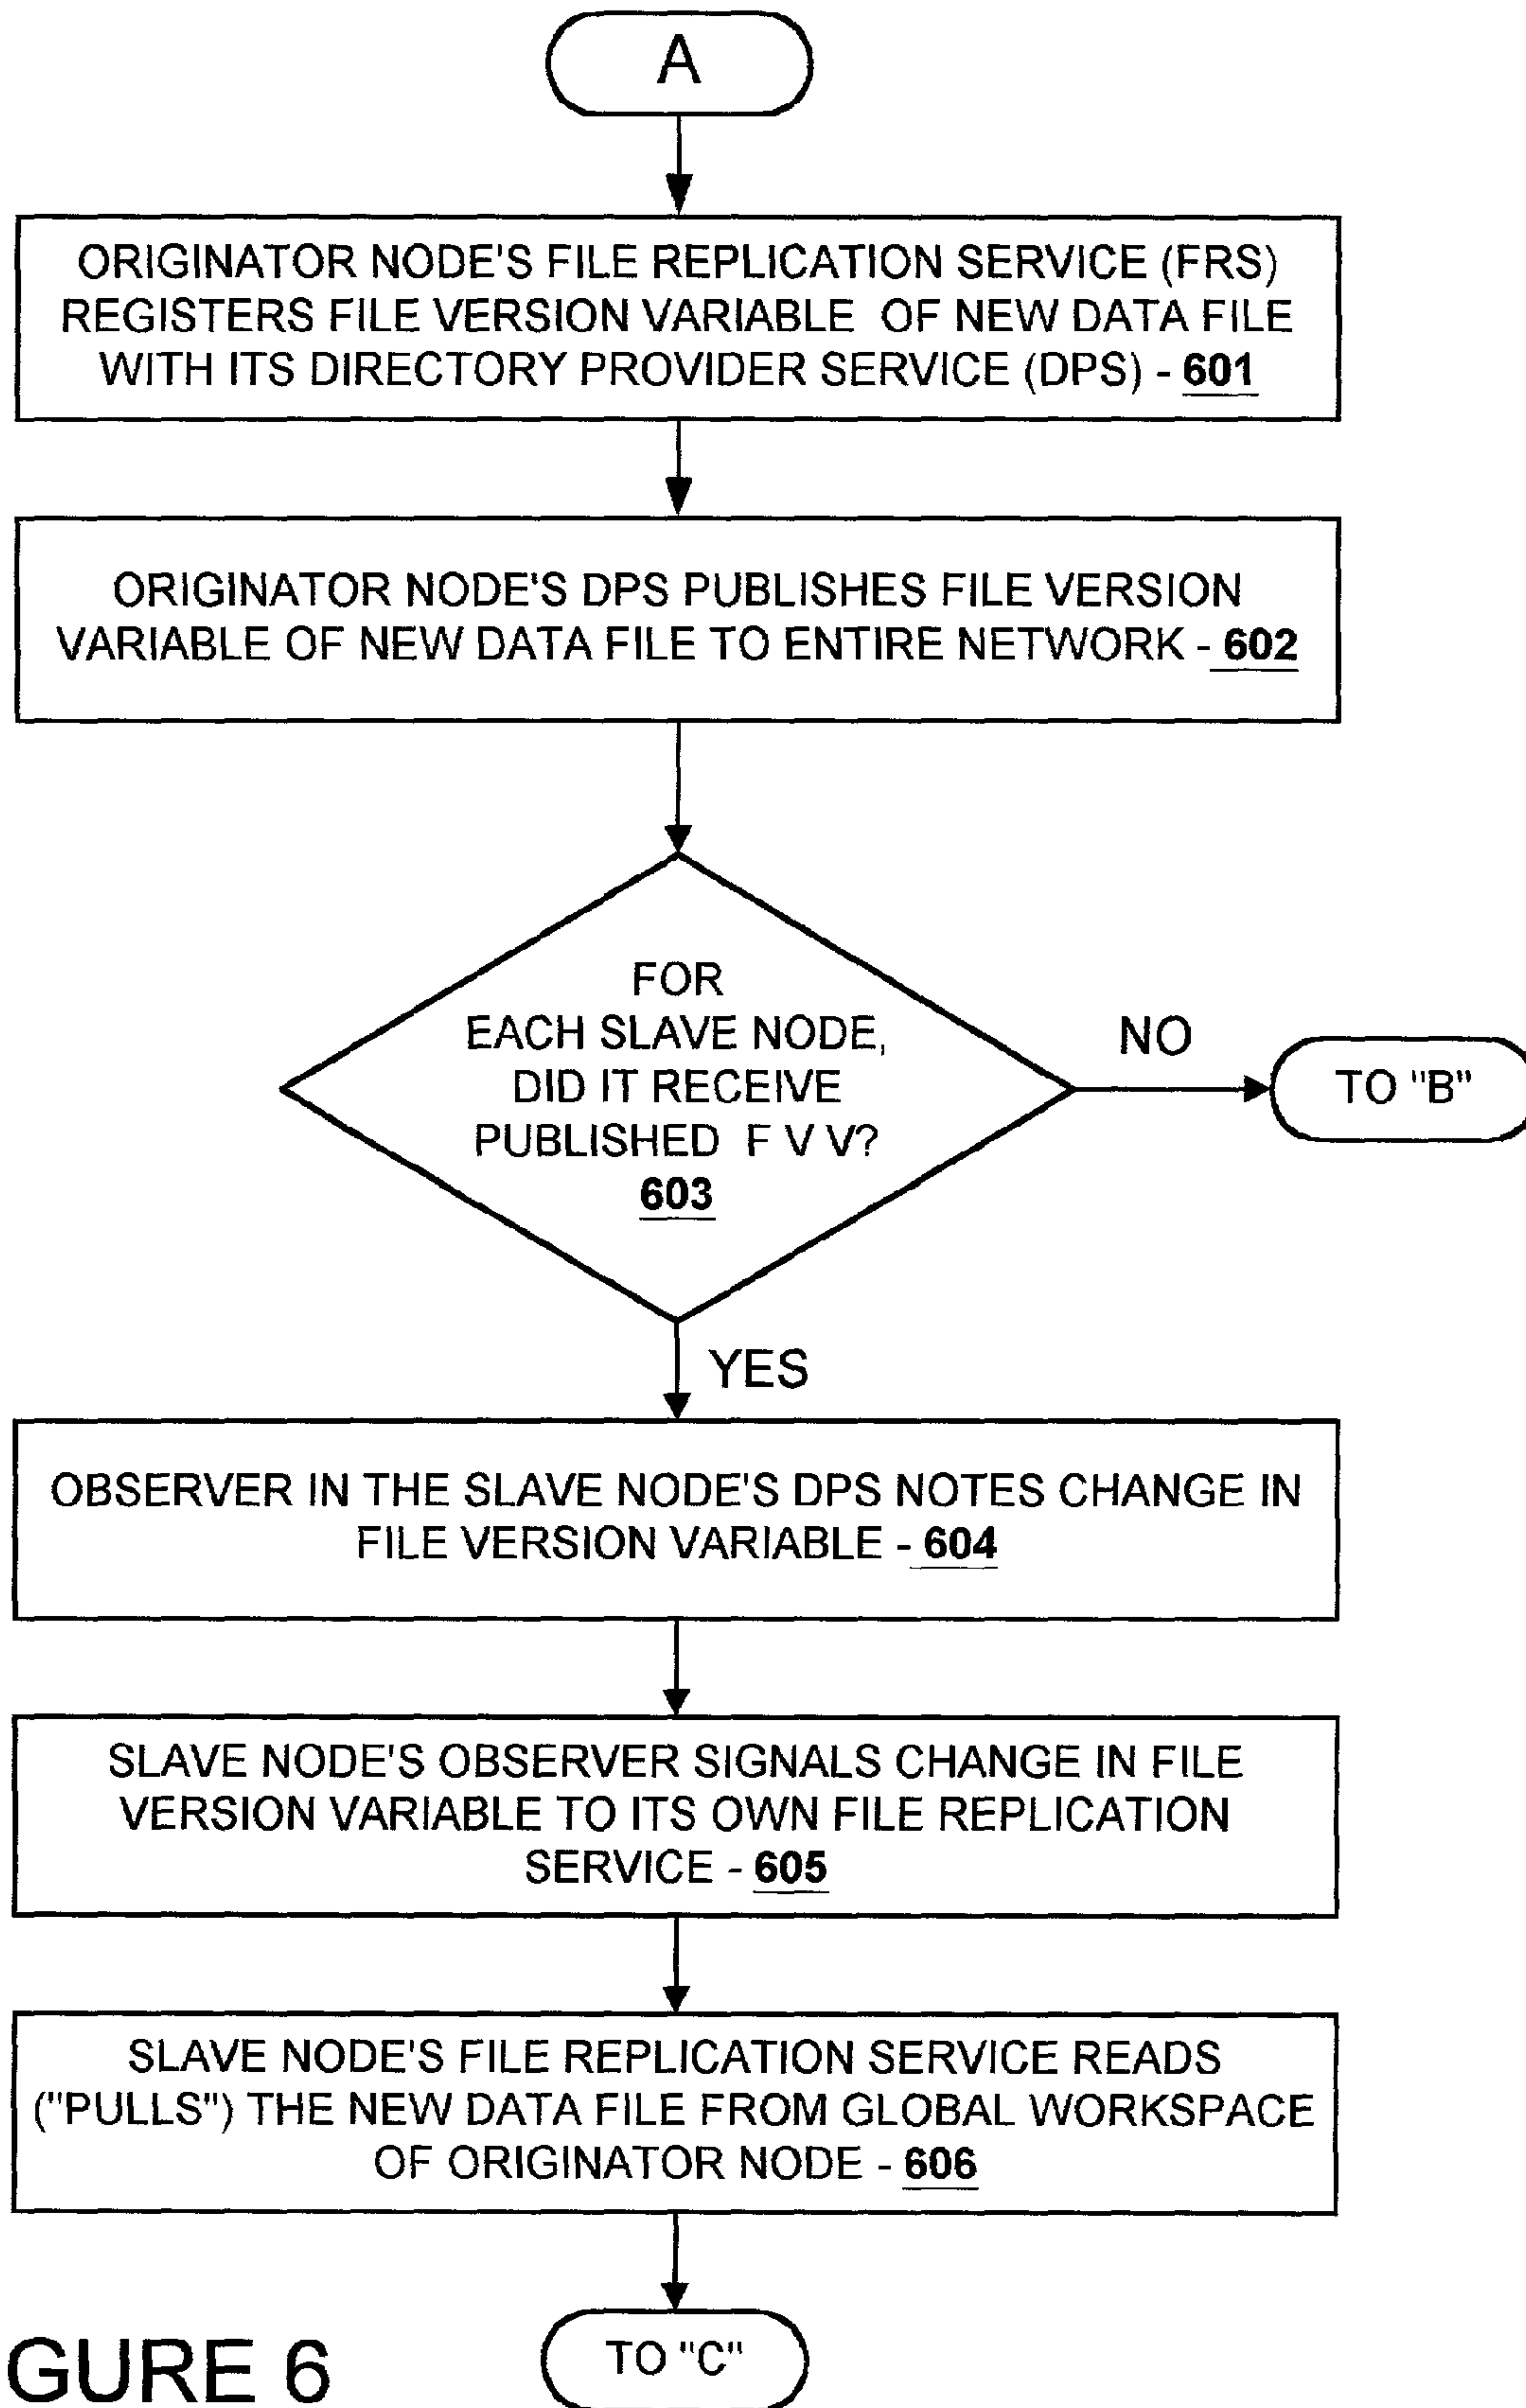 A
ORIGINATOR NODE'S FILE REPLICATION SERVICE (FRS)
REGISTERS FILE VERSION VARIABLE OF NEW DATA FILE
WITH ITS DIRECTORY PROVIDER SERVICE (DPS) - 601
ORIGINATOR NODE'S DPS PUBLISHES FILE VERSION
VARIABLE OF NEW DATA FILE TO ENTIRE NETWORK - 602
FOR
EACH SLAVE NODE,
DID IT RECEIVE
PUBLISHED F V V?
603
NO
TO "B"
YES
OBSERVER IN THE SLAVE NODE'S DPS NOTES CHANGE IN
FILE VERSION VARIABLE - 604
SLAVE NODE'S OBSERVER SIGNALS CHANGE IN FILE
VERSION VARIABLE TO ITS OWN FILE REPLICATION
SERVICE - 605
SLAVE NODE'S FILE REPLICATION SERVICE READS
("PULLS") THE NEW DATA FILE FROM GLOBAL WORKSPACE
OF ORIGINATOR NODE - 606
TO "C"
GURE 6